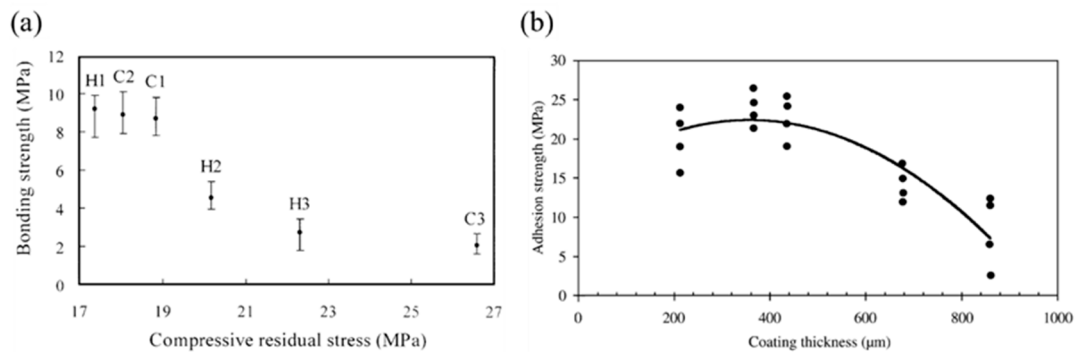 (a)
Bonding strength (MPa)
12
10
8
6
4
2
0
H1
C2
C1
H2
H3
C3
17
19
21
23
25
27
Compressive residual stress (MPa)
(b)
Adhesion strength (MPa)
30
25
20
15
10
5
0
0
200
400
600
800
1000
Coating thickness (μm)